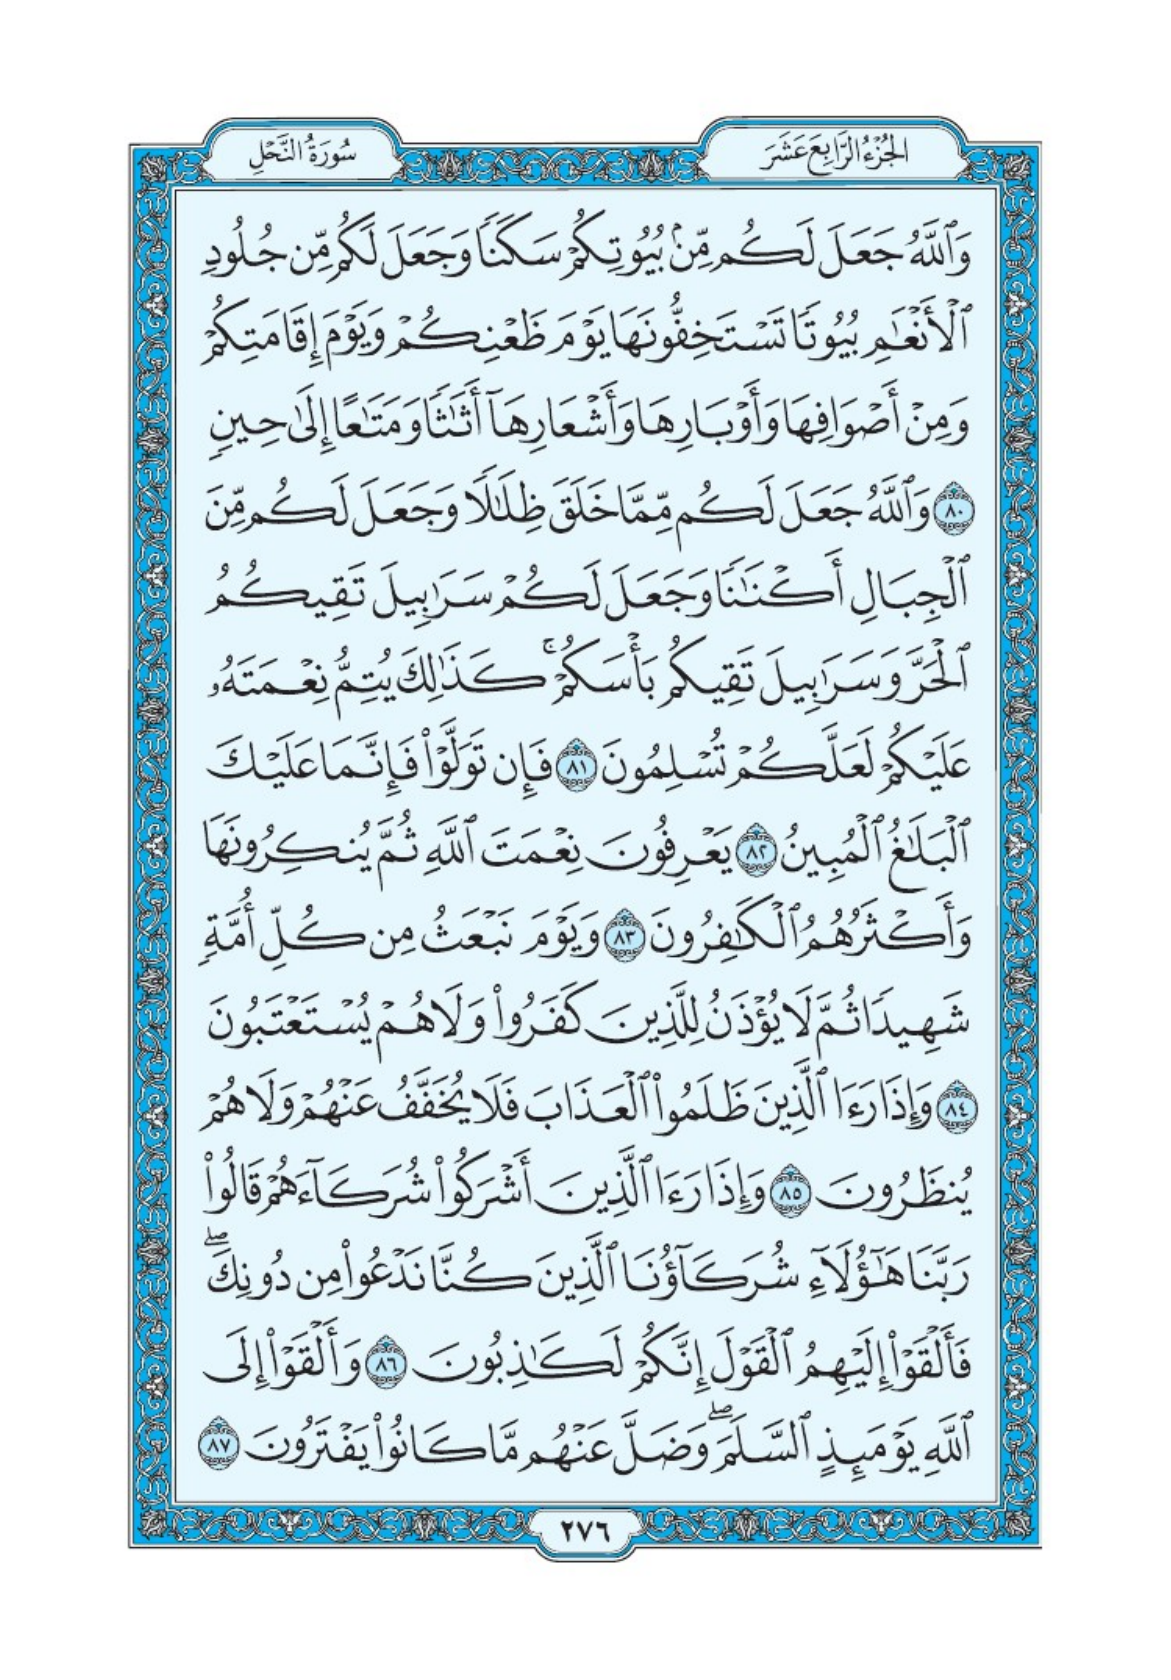 الجُزْءُ الرَّابِعَ عَشَرَ
سُورَةُ النَّحْلِ
وَٱللَّهُ جَعَلَ لَكُم مِّنۢ بُيُوتِكُمْ سَكَنًا وَجَعَلَ لَكُم مِّن جُلُودِ
ٱلْأَنْعَـٰمِ بُيُوتًا تَسْتَخِفُّونَهَا يَوْمَ ظَعْنِكُمْ وَيَوْمَ إِقَامَتِكُمْ
وَمِنْ أَصْوَافِهَا وَأَوْبَارِهَا وَأَشْعَارِهَآ أَثَـٰثًا وَمَتَـٰعًا إِلَىٰ حِينٍ
٨٠ وَٱللَّهُ جَعَلَ لَكُم مِّمَّا خَلَقَ ظِلَـٰلًا وَجَعَلَ لَكُم مِّنَ
ٱلْجِبَالِ أَكْنَـٰنًا وَجَعَلَ لَكُمْ سَرَٰبِيلَ تَقِيكُمُ
ٱلْحَرَّ وَسَرَٰبِيلَ تَقِيكُم بَأْسَكُمْ ۚ كَذَٰلِكَ يُتِمُّ نِعْمَتَهُۥ
عَلَيْكُمْ لَعَلَّكُمْ تُسْلِمُونَ ٨١ فَإِن تَوَلَّوْا۟ فَإِنَّمَا عَلَيْكَ
ٱلْبَلَـٰغُ ٱلْمُبِينُ ٨٢ يَعْرِفُونَ نِعْمَتَ ٱللَّهِ ثُمَّ يُنكِرُونَهَا
وَأَكْثَرُهُمُ ٱلْكَـٰفِرُونَ ٨٣ وَيَوْمَ نَبْعَثُ مِن كُلِّ أُمَّةٍ
شَهِيدًا ثُمَّ لَا يُؤْذَنُ لِلَّذِينَ كَفَرُوا۟ وَلَا هُمْ يُسْتَعْتَبُونَ
٨٤ وَإِذَا رَءَا ٱلَّذِينَ ظَلَمُوا۟ ٱلْعَذَابَ فَلَا يُخَفَّفُ عَنْهُمْ وَلَا هُمْ
يُنظَرُونَ ٨٥ وَإِذَا رَءَا ٱلَّذِينَ أَشْرَكُوا۟ شُرَكَآءَهُمْ قَالُوا۟
رَبَّنَا هَـٰٓؤُلَآءِ شُرَكَآؤُنَا ٱلَّذِينَ كُنَّا نَدْعُوا۟ مِن دُونِكَ ۖ
فَأَلْقَوْا۟ إِلَيْهِمُ ٱلْقَوْلَ إِنَّكُمْ لَكَـٰذِبُونَ ٨٦ وَأَلْقَوْا۟ إِلَى
ٱللَّهِ يَوْمَئِذٍ ٱلسَّلَمَ ۖ وَضَلَّ عَنْهُم مَّا كَانُوا۟ يَفْتَرُونَ ٨٧
٢٧٦